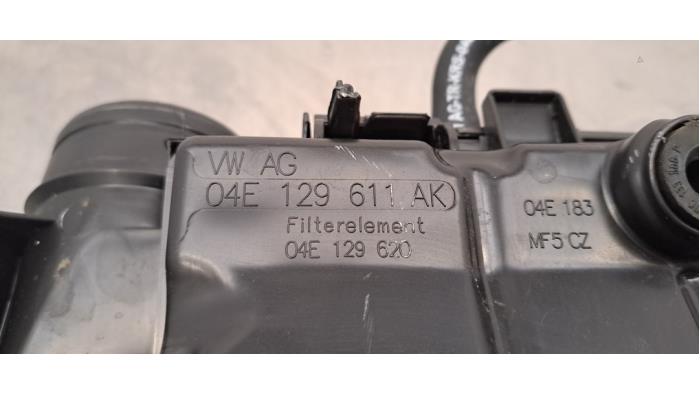 VW AG
04E 129 611 AK
Filterelement
04E 129 620
04E 183
MF5 CZ